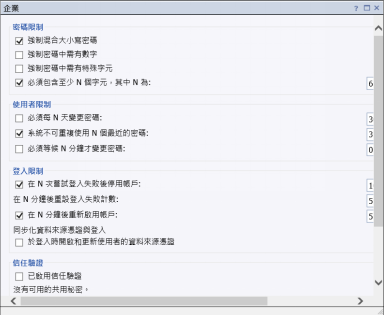 企業
密碼限制
強制混合大小寫密碼
強制密碼中需有數字
強制密碼中需有特殊字元
必須包含至少 N 個字元，其中 N 為: 6
使用者限制
必須每 N 天變更密碼: 3
系統不可重複使用 N 個最近的密碼: 3
必須等候 N 分鐘才變更密碼: 0
登入限制
在 N 次嘗試登入失敗後停用帳戶: 1
在 N 分鐘後重設登入失敗計數: 5
在 N 分鐘後重新啟用帳戶: 5
同步化資料來源憑證與登入
於登入時開啟和更新使用者的資料來源憑證
信任驗證
已啟用信任驗證
沒有可用的共用秘密。